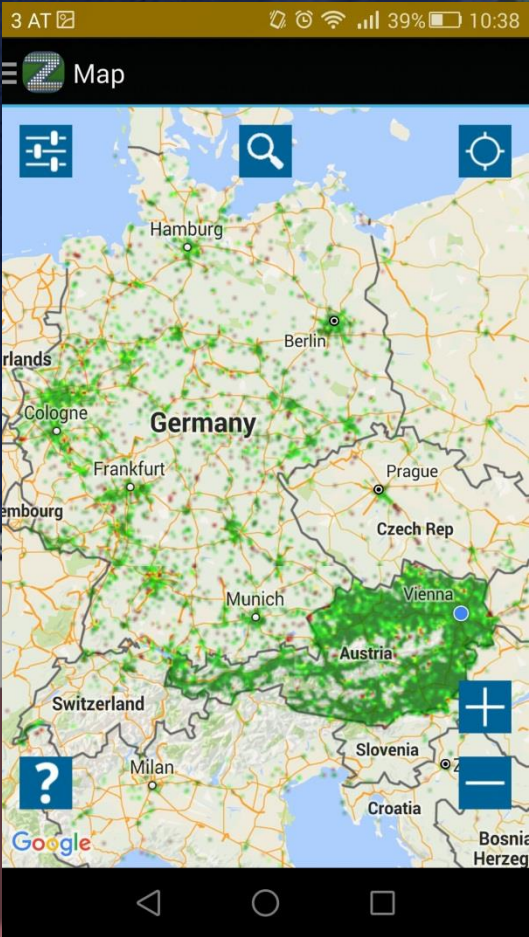 3 AT 39% 10:38
Z Map
Hamburg
Berlin
rlands
Cologne
Germany
Frankfurt
Prague
embourg
Czech Rep
Vienna
Munich
Austria
Switzerland
Slovenia
Milan
Z
?
Croatia
Google
Bosnia
Herzeg